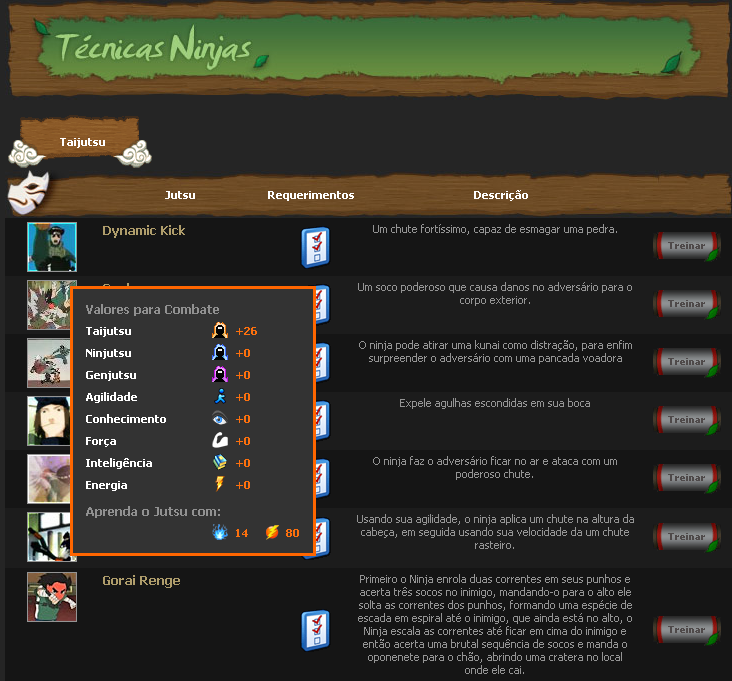 Técnicas Ninjas
Taijutsu
Jutsu Requerimentos Descrição
Dynamic Kick
Um chute fortíssimo, capaz de esmagar uma pedra.
Treinar
Um soco poderoso que causa danos no adversário para o
corpo exterior.
Treinar
Valores para Combate
Taijutsu +26
Ninjutsu +0
Genjutsu +0
Agilidade +0
Conhecimento +0
Força +0
Inteligência +0
Energia +0
Aprenda o Jutsu com:
14 80
O ninja pode atirar uma kunai como distração, para enfim
surpreender o adversário com uma pancada voadora
Treinar
Expele agulhas escondidas em sua boca
Treinar
O ninja faz o adversário ficar no ar e ataca com um
poderoso chute.
Treinar
Usando sua agilidade, o ninja aplica um chute na altura da
cabeça, em seguida usando sua velocidade da um chute
rasteiro.
Treinar
Gorai Renge
Primeiro o Ninja enrola duas correntes em seus punhos e
acerta três socos no inimigo, mandando-o para o alto ele
solta as correntes dos punhos, formando uma espécie de
escada em espiral até o inimigo, que ainda está no alto, o
Ninja escala as correntes até ficar em cima do inimigo e
então acerta uma brutal sequência de socos e manda o
oponenete para o chão, abrindo uma cratera no local
onde ele cai.
Treinar